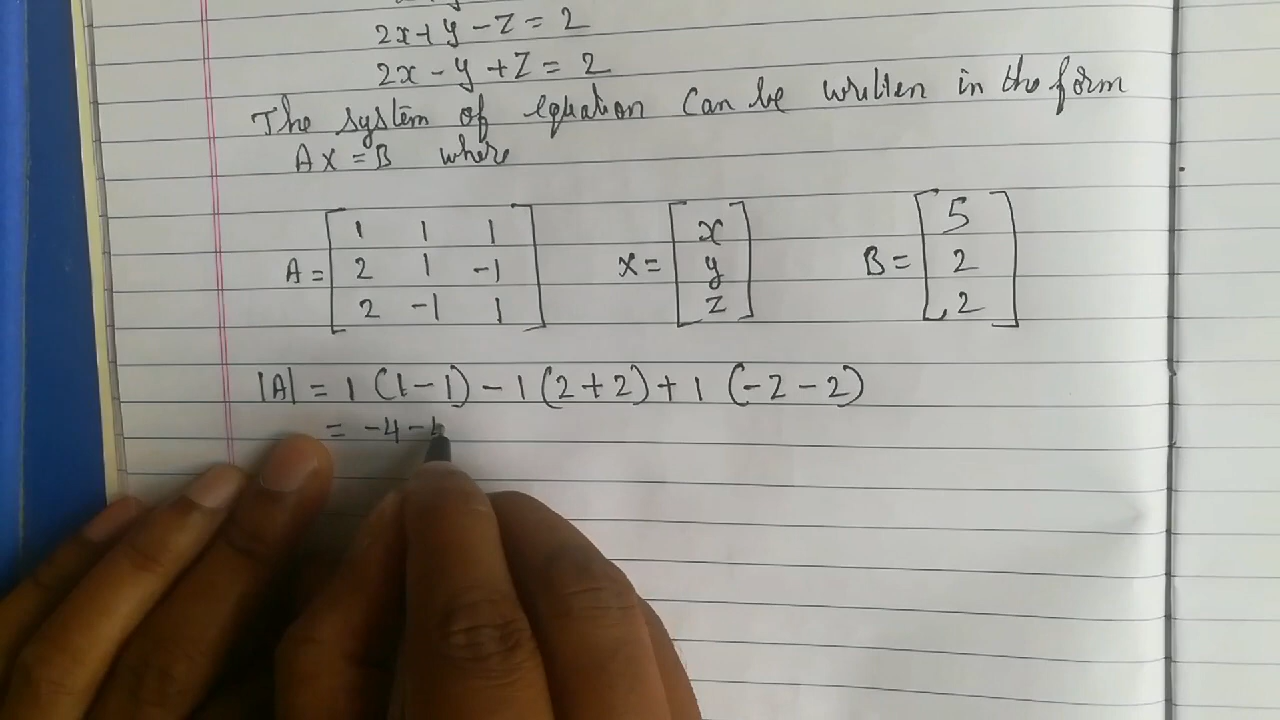 2x+y-z=2
2x-y+z=2
The system of equation can be written in the form
AX=B where
A = [1 1 1; 2 1 -1; 2 -1 1] X = [x; y; z] B = [5; 2; 2]
|A| = 1 (1-1) - 1 (2+2) + 1 (-2-2)
= -4-4